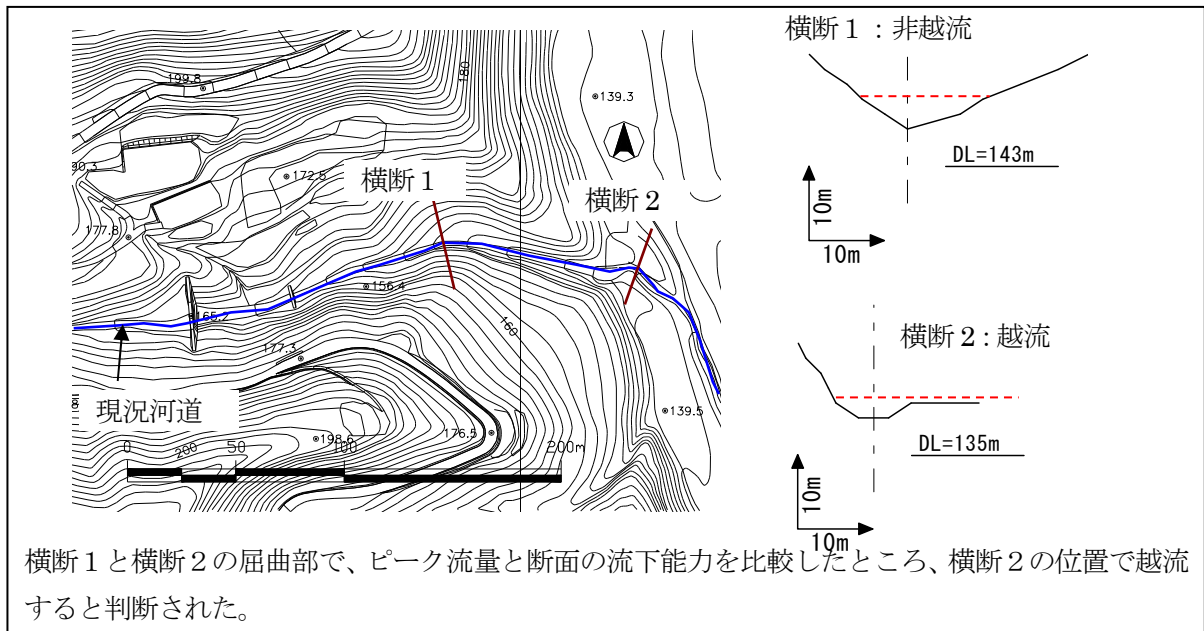 横断１：非越流
199.8
180
139.3
DL=143m
172.5
横断１
横断２
10m
10m
177.8
156.4
165.2
横断２：越流
160
177.3
現況河道
139.5
176.5
DL=135m
198.6
0 50 100 200m
200
10m
10m
横断１と横断２の屈曲部で、ピーク流量と断面の流下能力を比較したところ、横断２の位置で越流
すると判断された。